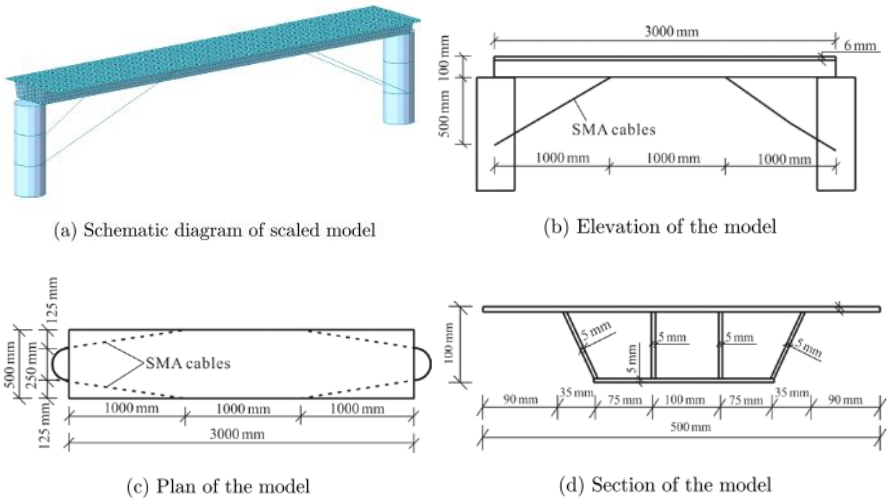 3000 mm
6 mm
100 mm
500 mm
SMA cables
1000 mm
1000 mm
1000 mm
(a) Schematic diagram of scaled model
(b) Elevation of the model
125 mm
500 mm
250 mm
125 mm
SMA cables
1000 mm
1000 mm
1000 mm
3000 mm
(c) Plan of the model
100 mm
5 mm
5 mm
5 mm
5 mm
5 mm
90 mm
35 mm
75 mm
100 mm
75 mm
35 mm
90 mm
500 mm
(d) Section of the model